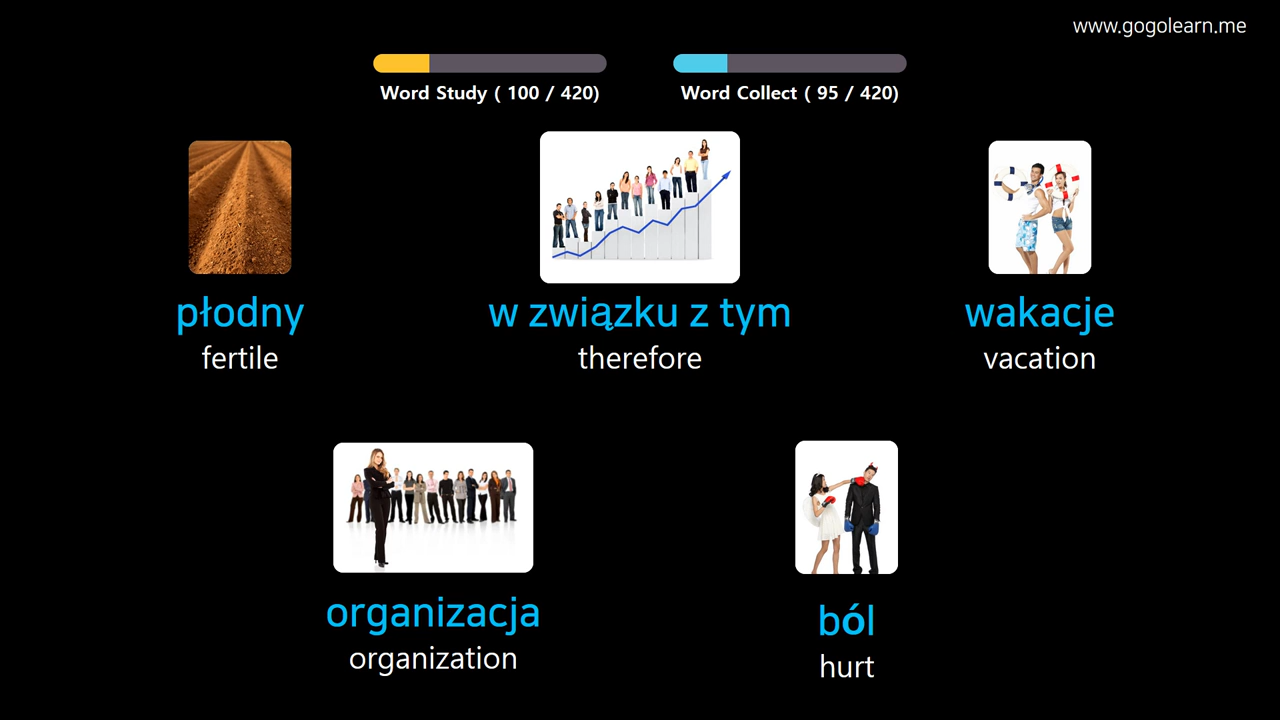 www.gogolearn.me
Word Study ( 100 / 420)
Word Collect ( 95 / 420)
płodny
fertile
w związku z tym
therefore
wakacje
vacation
organizacja
organization
ból
hurt